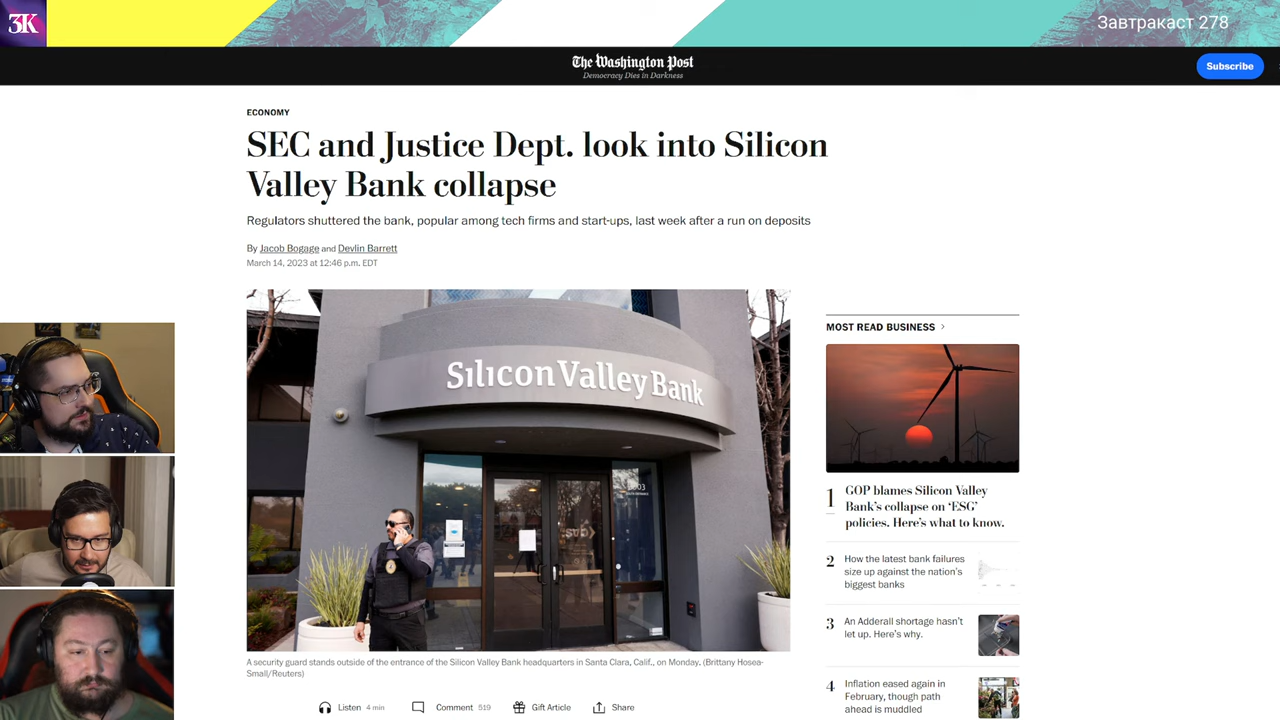 3K
Завтракаст 278
The Washington Post
Democracy Dies in Darkness
Subscribe
ECONOMY
SEC and Justice Dept. look into Silicon
Valley Bank collapse
Regulators shuttered the bank, popular among tech firms and start-ups, last week after a run on deposits
By Jacob Bogage and Devlin Barrett
March 14, 2023 at 12:46 p.m. EDT
Silicon Valley Bank
svb>
A security guard stands outside of the entrance of the Silicon Valley Bank headquarters in Santa Clara, Calif., on Monday. (Brittany Hosea-
Small/Reuters)
Listen 4 min
Comment 519
Gift Article
Share
MOST READ BUSINESS >
1 GOP blames Silicon Valley
Bank's collapse on 'ESG'
policies. Here's what to know.
2 How the latest bank failures
size up against the nation's
biggest banks
3 An Adderall shortage hasn't
let up. Here's why.
4 Inflation eased again in
February, though path
ahead is muddled